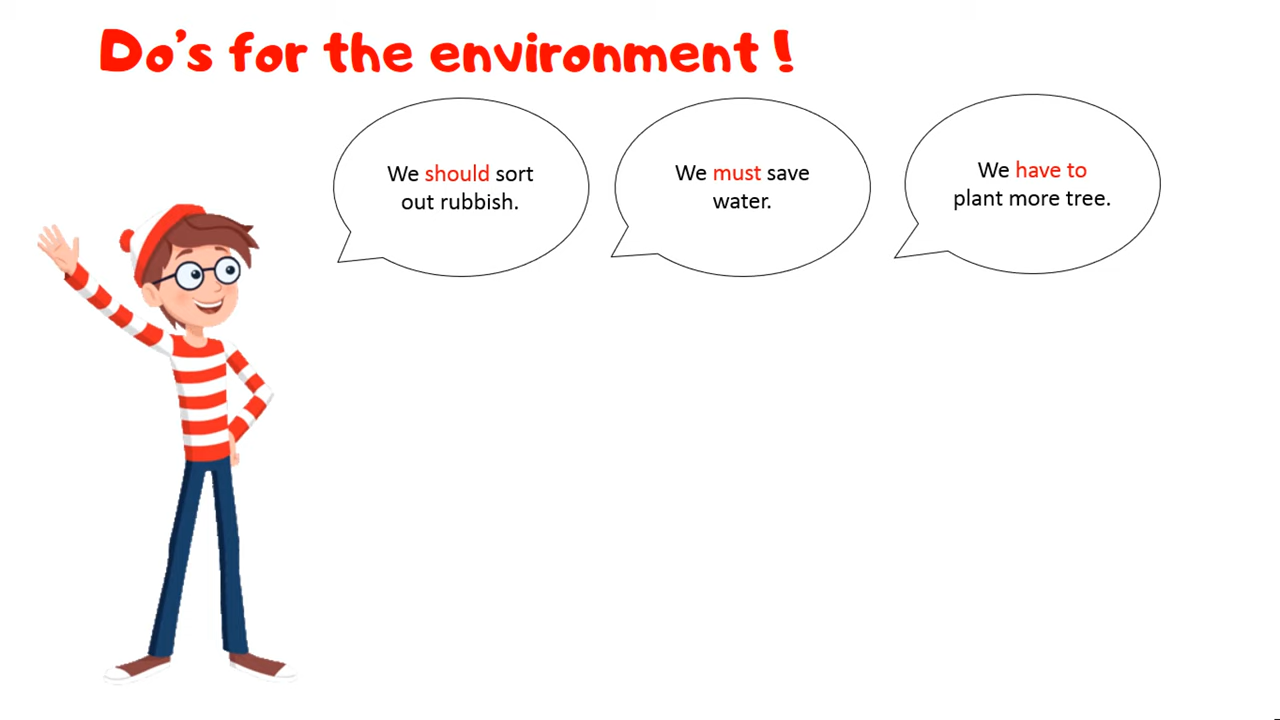 Do's for the environment !
We should sort
out rubbish.
We must save
water.
We have to
plant more tree.